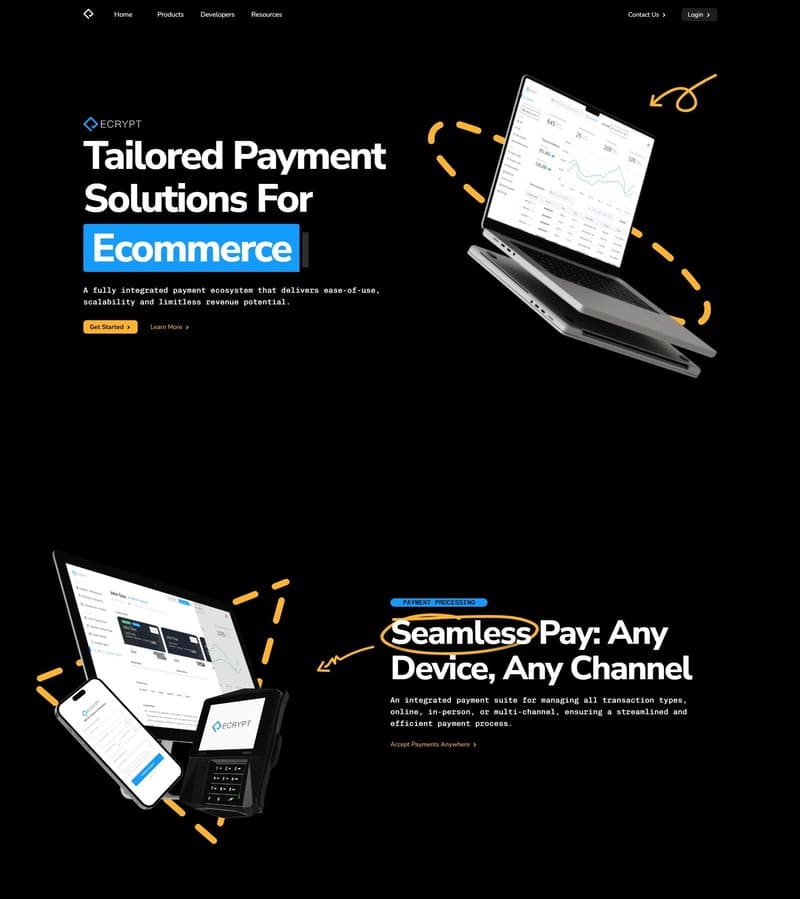 Home Products Developers Resources Contact Us Login
ECRYPT
Tailored Payment
Solutions For
Ecommerce
A fully integrated payment ecosystem that delivers ease-of-use,
scalability and limitless revenue potential.
Get Started Learn More
PAYMENT PROCESSING
Seamless Pay: Any
Device, Any Channel
An integrated payment suite for managing all transaction types,
online, in-person, or multi-channel, ensuring a streamlined and
efficient payment process.
Accept Payments Anywhere
John Doe
ECRYPT